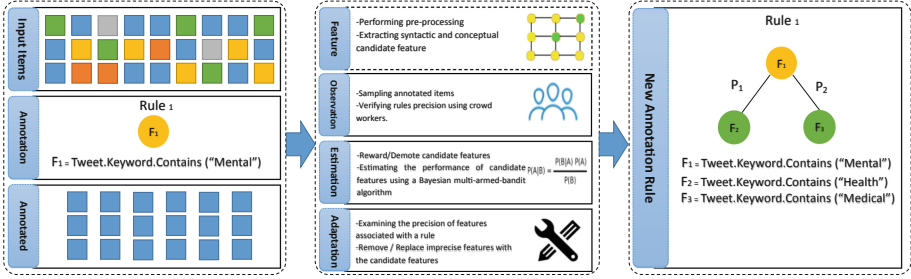 Input Items
Annotation
Rule 1
F1
F1 = Tweet.Keyword.Contains (“Mental”)
Annotated
Feature
-Performing pre-processing
-Extracting syntactic and conceptual
candidate feature
Observation
-Sampling annotated items
-Verifying rules precision using crowd
workers.
Estimation
-Reward/Demote candidate features
-Estimating the performance of candidate
features using a Bayesian multi-armed-bandit
algorithm
P(A|B) = P(B|A) P(A)
P(B)
Adaptation
-Examining the precision of features
associated with a rule
- Remove / Replace imprecise features with
the candidate features
New Annotation Rule
Rule 1
F1
P1
P2
F2
F3
F1 = Tweet.Keyword.Contains (“Mental”)
F2 = Tweet.Keyword.Contains (“Health”)
F3 = Tweet.Keyword.Contains (“Medical”)